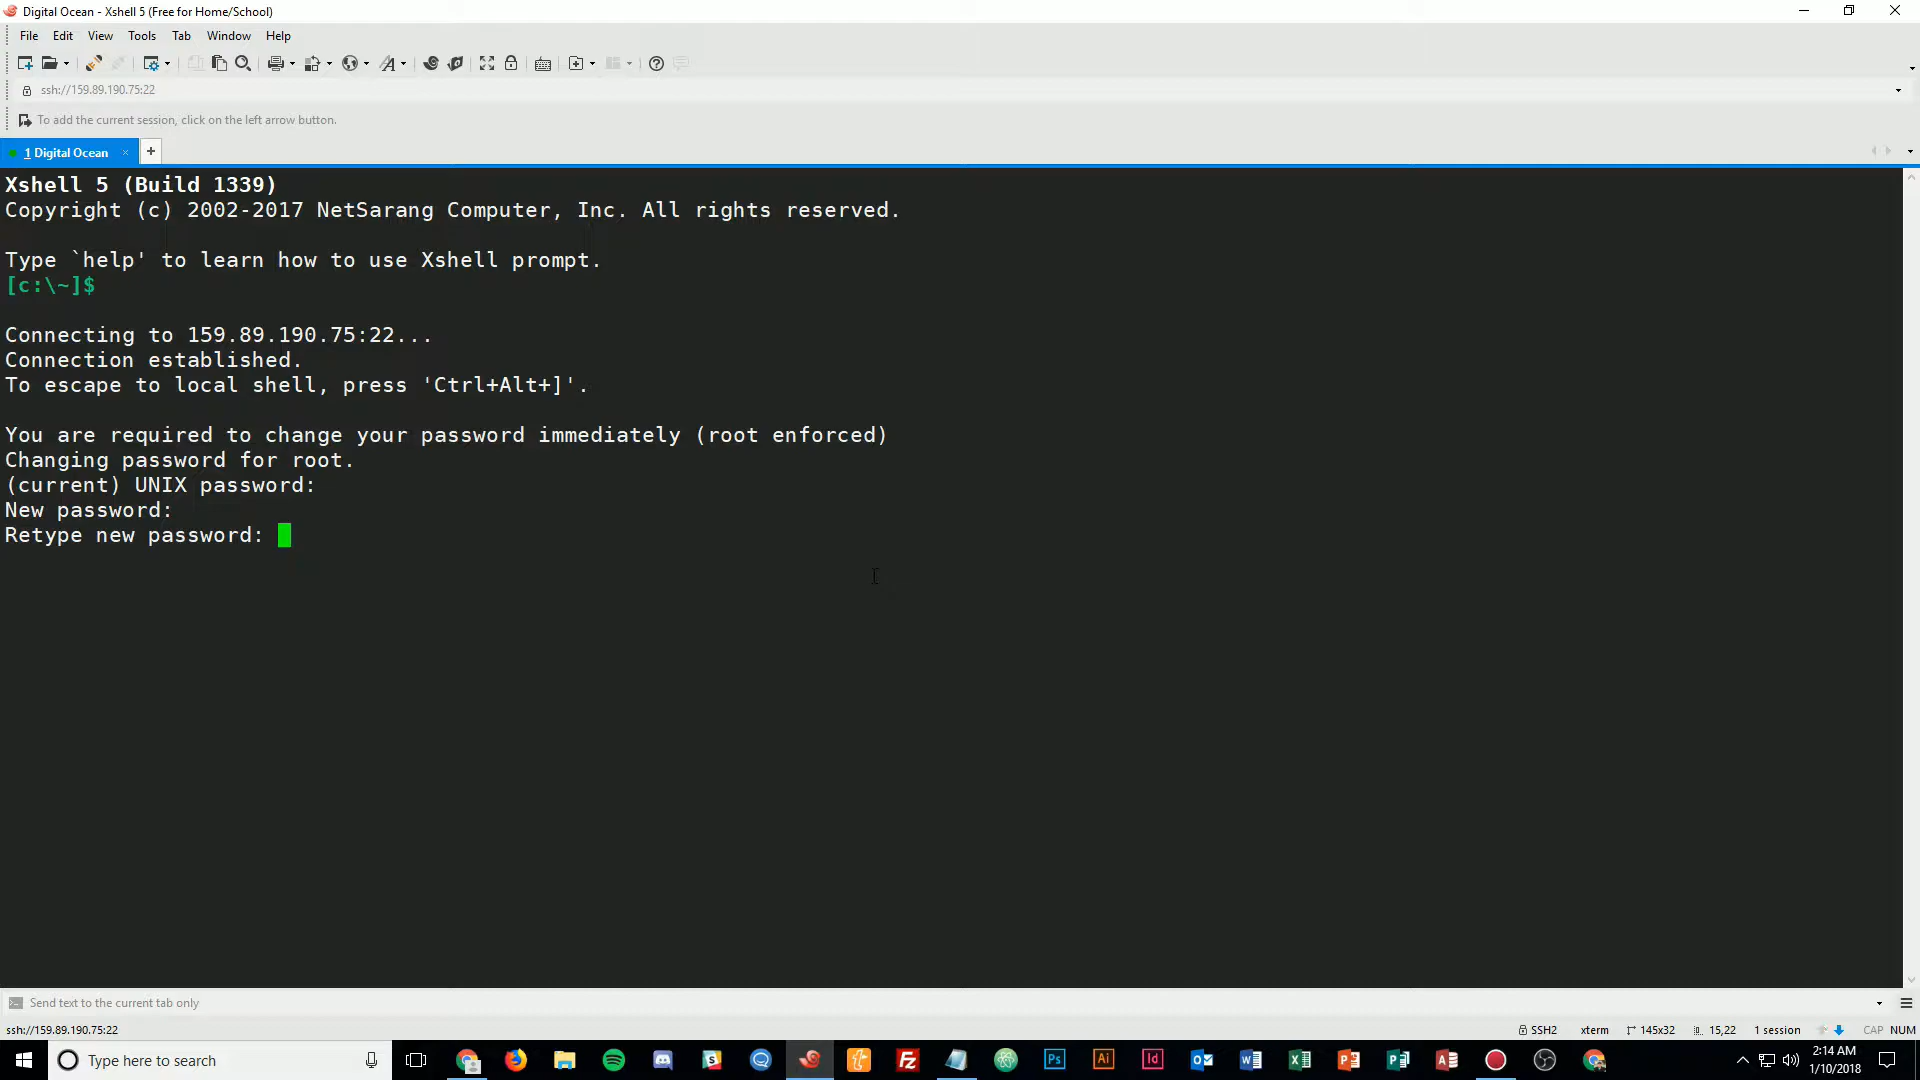 Digital Ocean - Xshell 5 (Free for Home/School)
File Edit View Tools Tab Window Help
ssh://159.89.190.75:22
To add the current session, click on the left arrow button.
1 Digital Ocean
Xshell 5 (Build 1339)
Copyright (c) 2002-2017 NetSarang Computer, Inc. All rights reserved.
Type `help' to learn how to use Xshell prompt.
[c:\~]$
Connecting to 159.89.190.75:22...
Connection established.
To escape to local shell, press 'Ctrl+Alt+]'.
You are required to change your password immediately (root enforced)
Changing password for root.
(current) UNIX password:
New password:
Retype new password:
Send text to the current tab only
ssh://159.89.190.75:22 SSH2 xterm 145x32 15,22 1 session CAP NUM
Type here to search
2:14 AM
1/10/2018